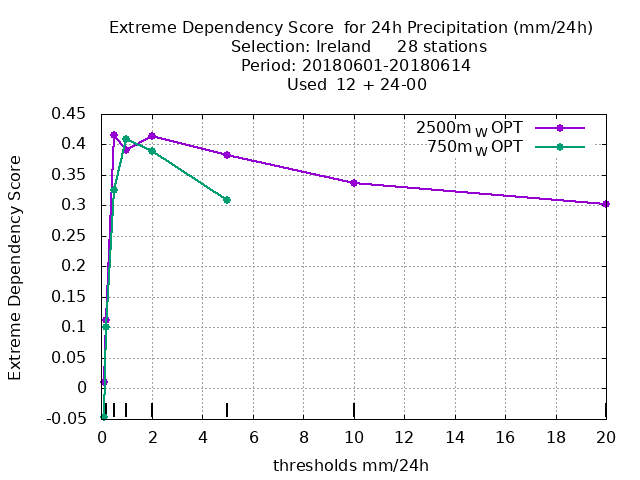 Extreme Dependency Score  for 24h Precipitation (mm/24h)
Selection: Ireland     28 stations
Period: 20180601-20180614
Used  12 + 24-00
2500m_W OPT
750m_W OPT
Extreme Dependency Score
0.45
0.4
0.35
0.3
0.25
0.2
0.15
0.1
0.05
0
-0.05
0 2 4 6 8 10 12 14 16 18 20
thresholds mm/24h